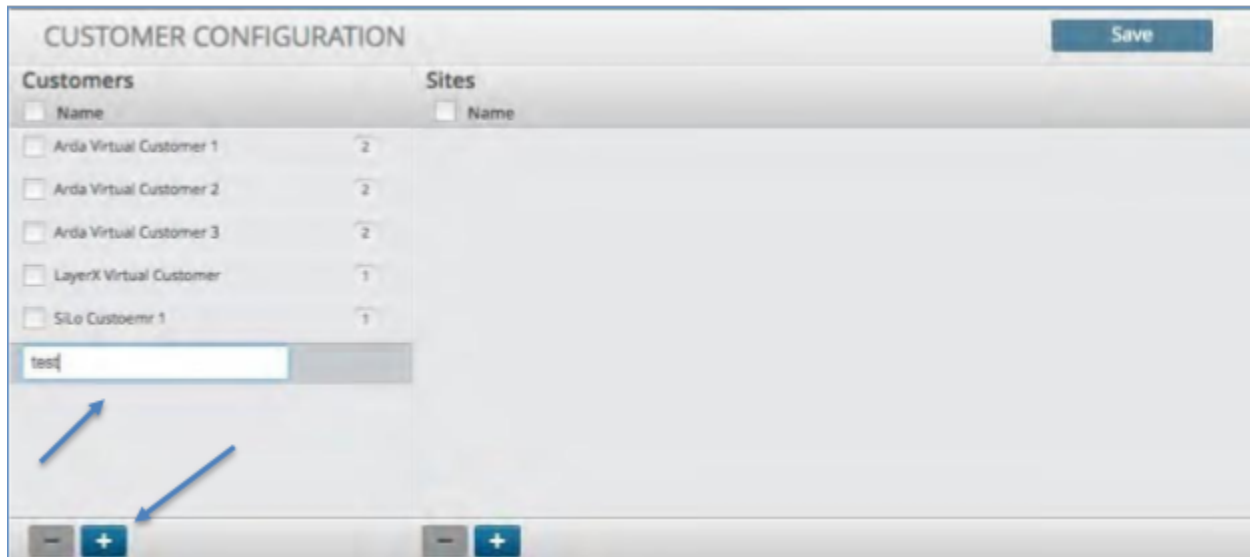 CUSTOMER CONFIGURATION
Save
Customers
Sites
Name
Name
Arda Virtual Customer 1
2
Arda Virtual Customer 2
2
Arda Virtual Customer 3
2
LayerX Virtual Customer
1
SiLo Custoemr 1
1
test
- +
- +